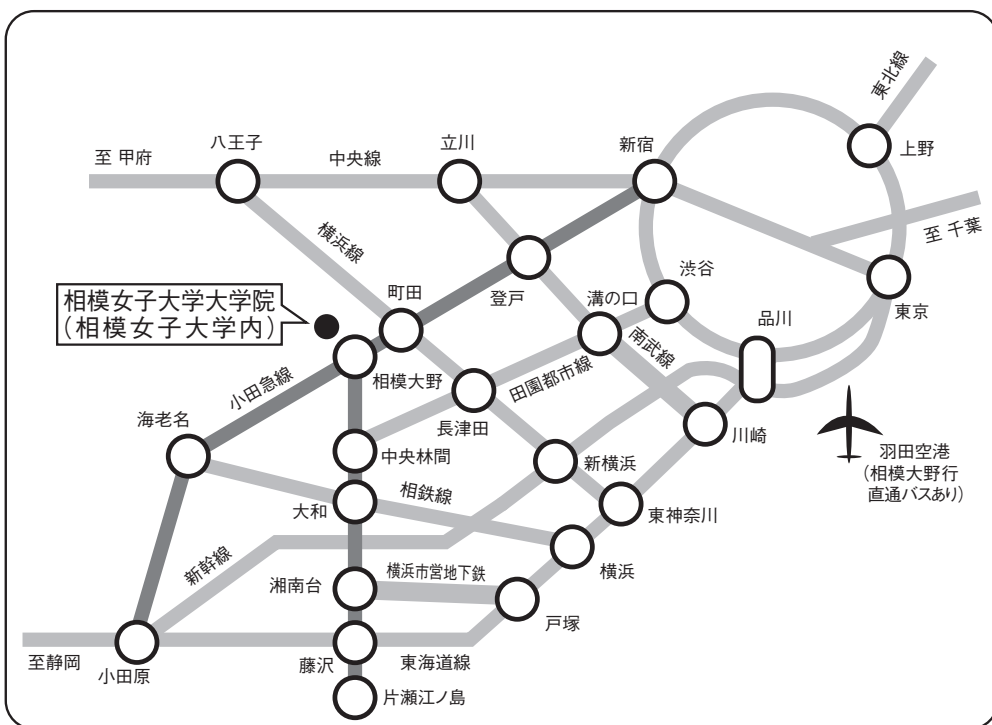 東北線
八王子
立川
新宿
上野
至 甲府
中央線
横浜線
至 千葉
渋谷
相模女子大学大学院
(相模女子大学内)
町田
登戸
溝の口
東京
品川
南武線
小田急線
相模大野
田園都市線
海老名
長津田
川崎
羽田空港
(相模大野行
直通バスあり)
中央林間
新横浜
相鉄線
大和
東神奈川
新幹線
横浜市営地下鉄
横浜
湘南台
戸塚
至静岡
小田原
藤沢
東海道線
片瀬江ノ島